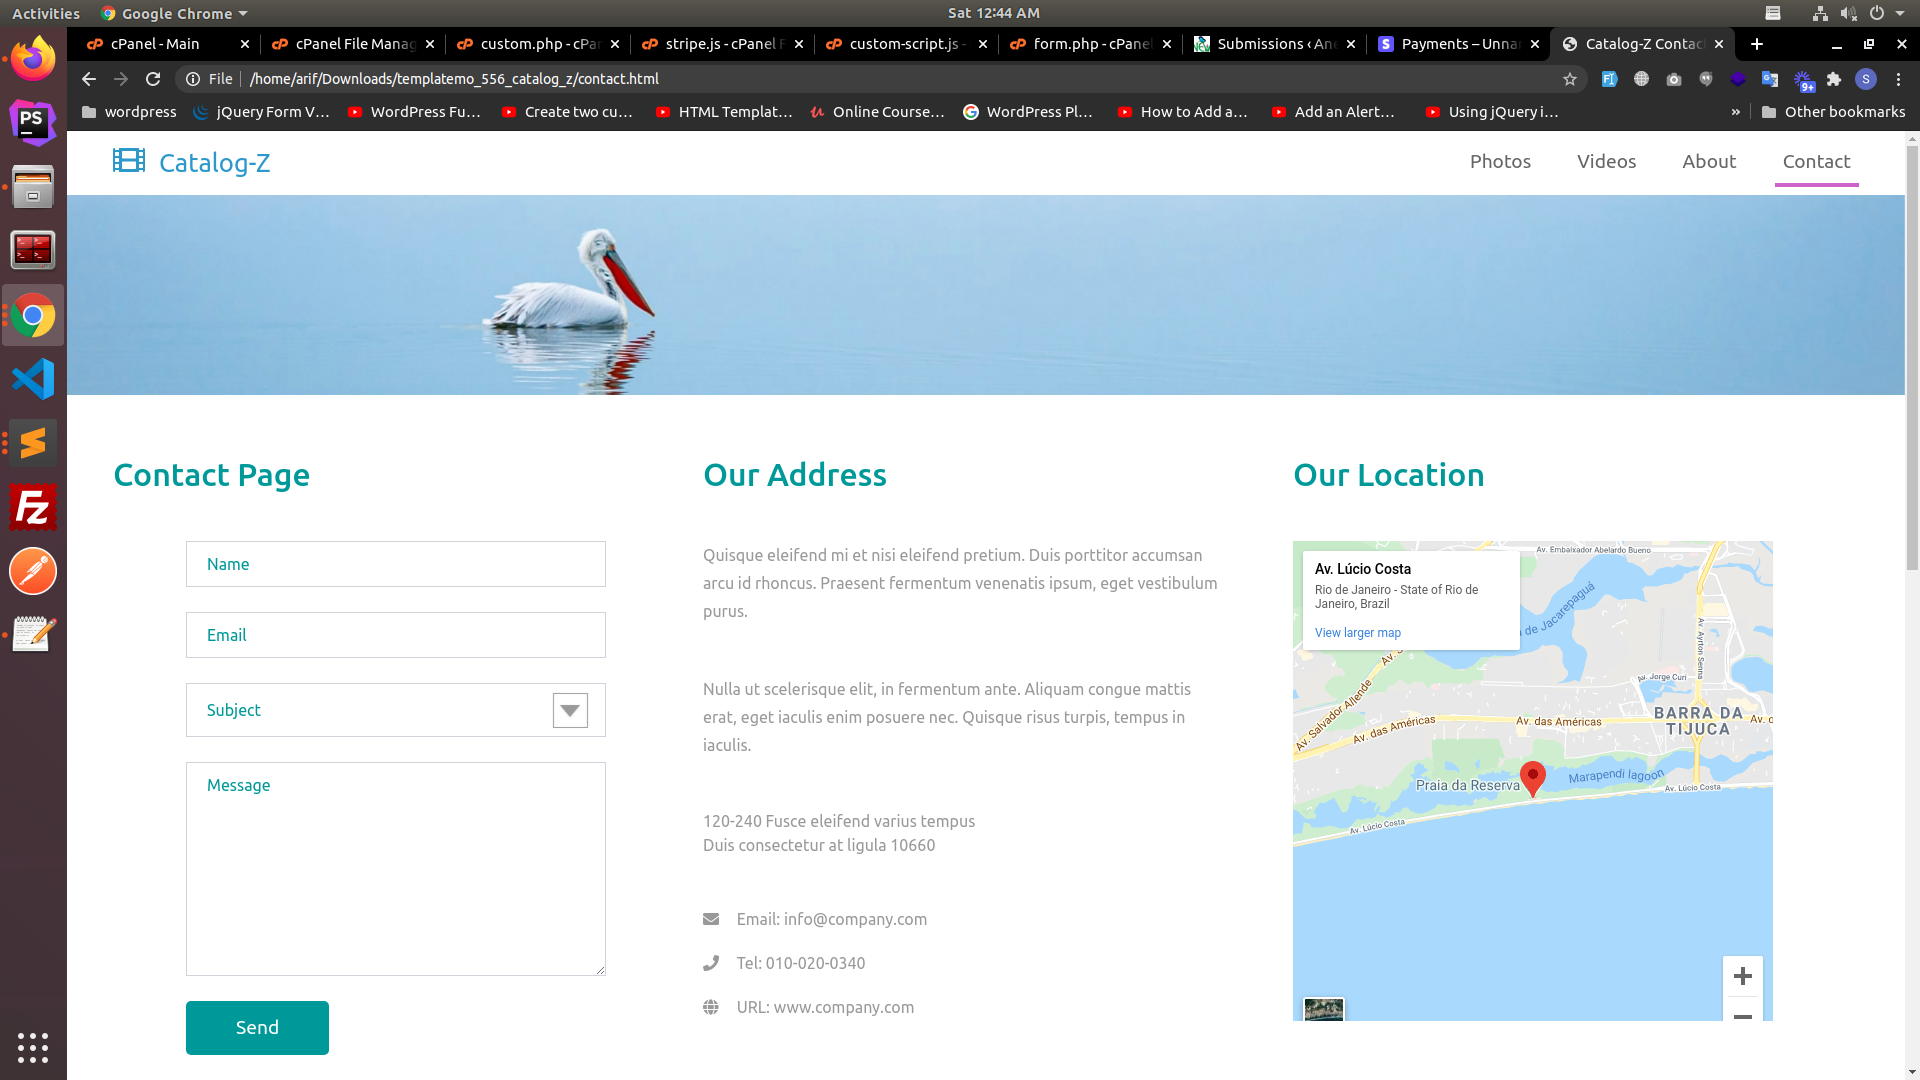 Activities
Google Chrome
Sat 12:44 AM
cPanel - Main
cPanel File Manag
custom.php - cPan
stripe.js - cPanel F
custom-script.js -
form.php - cPanel
Submissions ‹ Ane
Payments – Unnar
Catalog-Z Contac
File
/home/arif/Downloads/templatemo_556_catalog_z/contact.html
9+
S
wordpress
jQuery Form V…
WordPress Fu…
Create two cu…
HTML Templat…
Online Course…
WordPress Pl…
How to Add a…
Add an Alert…
Using jQuery i…
»
Other bookmarks
Catalog-Z
Photos
Videos
About
Contact
Contact Page
Name
Email
Subject
Message
Send
Our Address
Quisque eleifend mi et nisi eleifend pretium. Duis porttitor accumsan
arcu id rhoncus. Praesent fermentum venenatis ipsum, eget vestibulum
purus.
Nulla ut scelerisque elit, in fermentum ante. Aliquam congue mattis
erat, eget iaculis enim posuere nec. Quisque risus turpis, tempus in
iaculis.
120-240 Fusce eleifend varius tempus
Duis consectetur at ligula 10660
Email: info@company.com
Tel: 010-020-0340
URL: www.company.com
Our Location
Av. Lúcio Costa
Rio de Janeiro - State of Rio de
Janeiro, Brazil
View larger map
Av. Embaixador Abelardo Bueno
de Jacarepaguá
Av. Ayrton Senna
Av. Jorge Curi
Av. Salvador Allende
Av. das Américas
Av. das Américas
BARRA DA
TIJUCA
Praia da Reserva
Marapendi lagoon
Av. Lúcio Costa
Av. Lúcio Costa